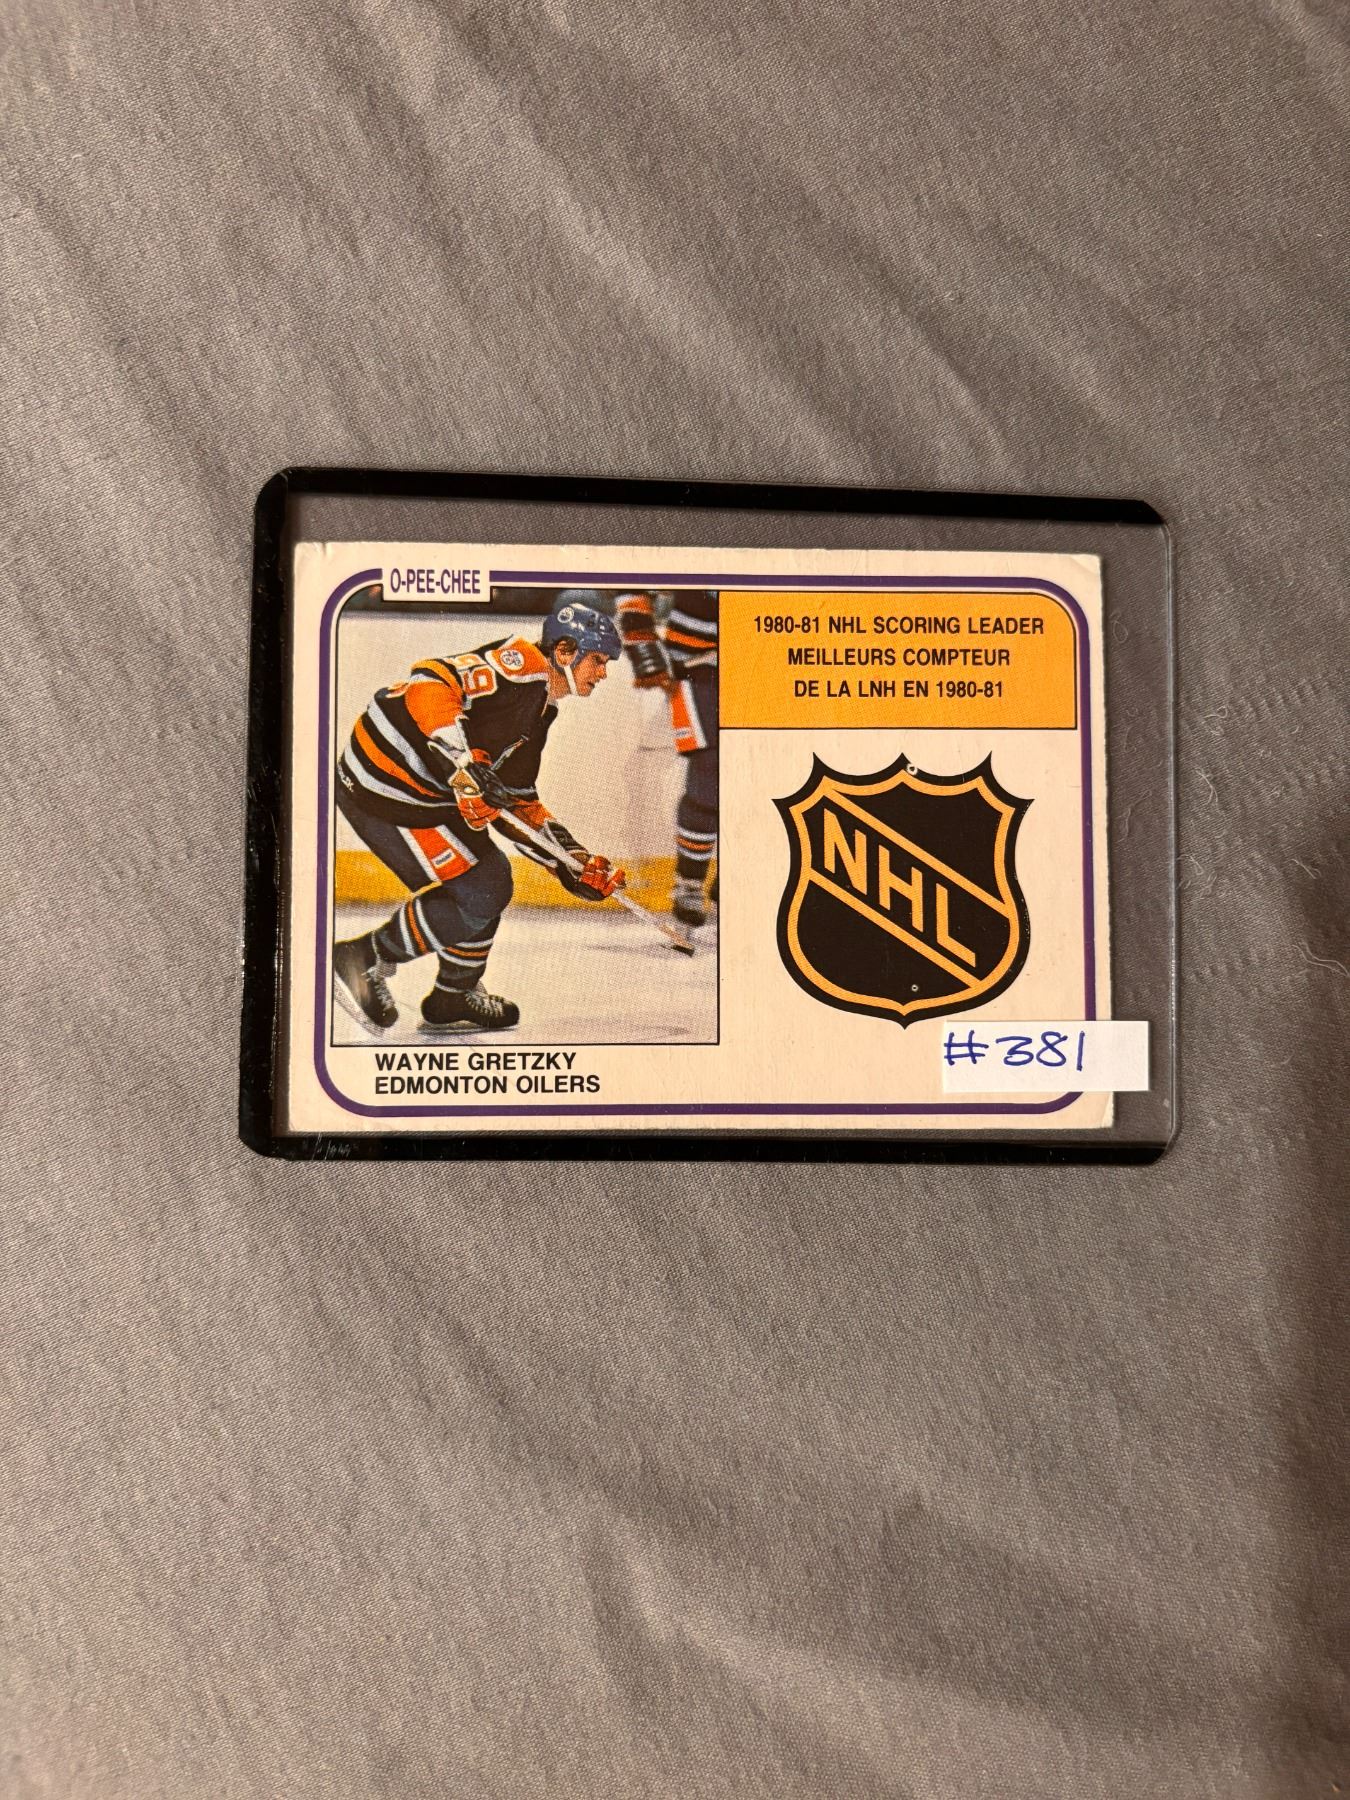 O-PEE-CHEE
1980-81 NHL SCORING LEADER
MEILLEURS COMPTEUR
DE LA LNH EN 1980-81
99
NHL
WAYNE GRETZKY
EDMONTON OILERS
#381